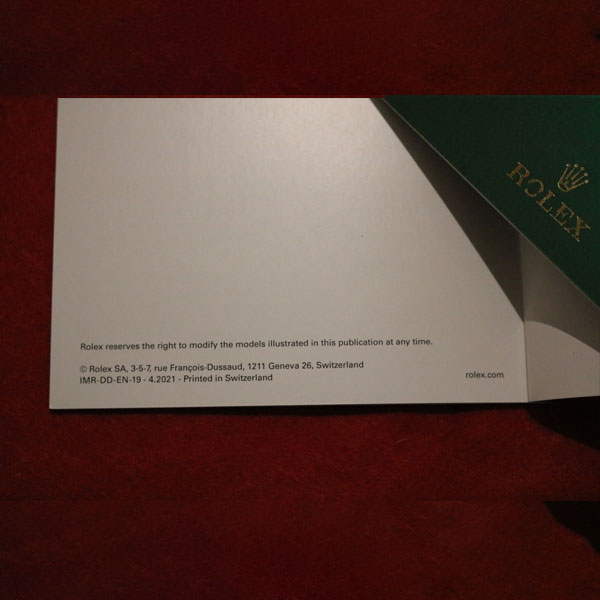 ROLEX
Rolex reserves the right to modify the models illustrated in this publication at any time.
© Rolex SA, 3-5-7, rue François-Dussaud, 1211 Geneva 26, Switzerland
IMR-DD-EN-19 - 4.2021 - Printed in Switzerland
rolex.com